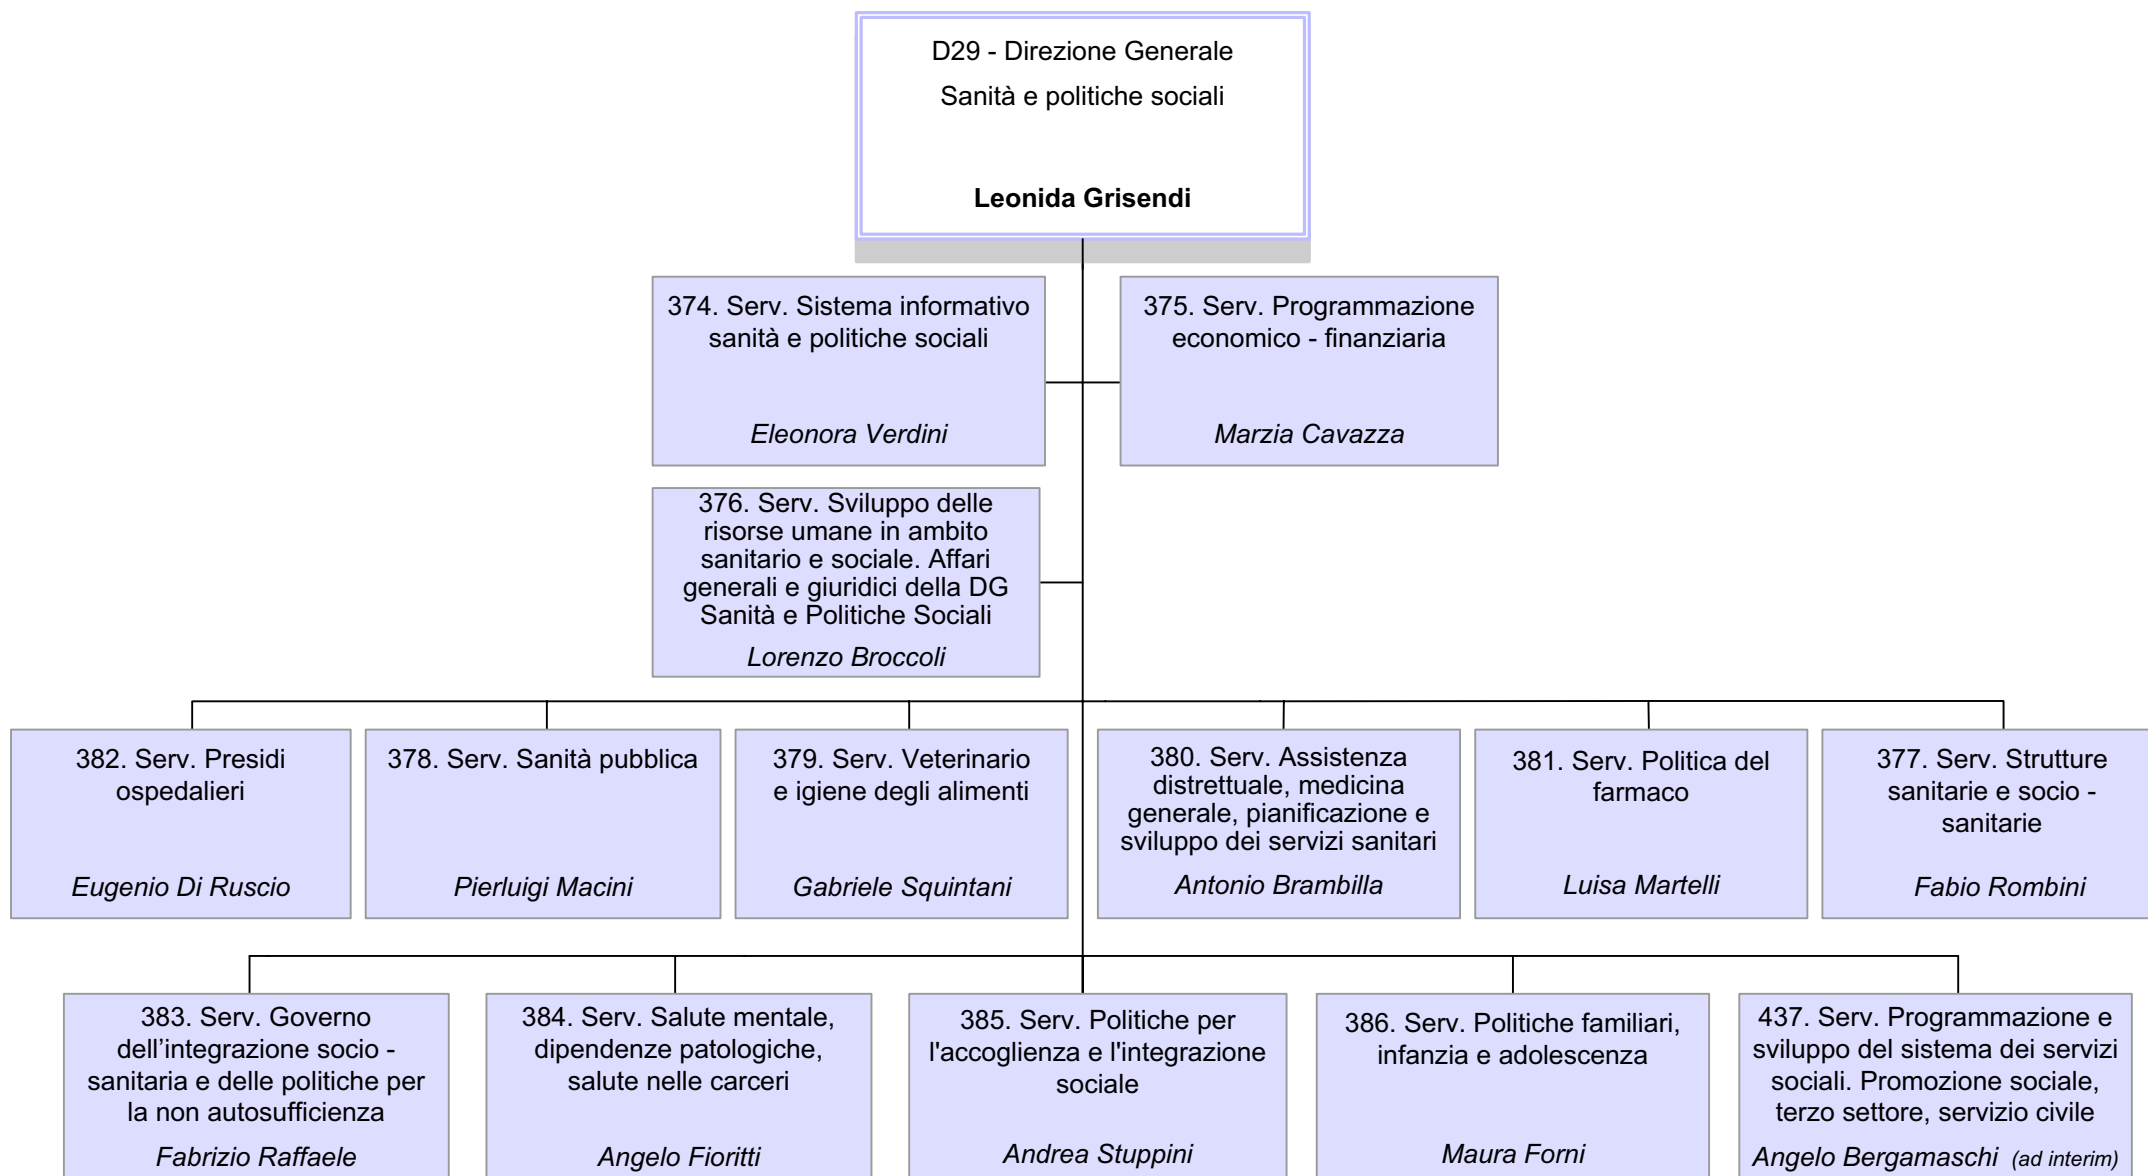 D29 - Direzione Generale
Sanità e politiche sociali
Leonida Grisendi
374. Serv. Sistema informativo
sanità e politiche sociali
Eleonora Verdini
375. Serv. Programmazione
economico - finanziaria
Marzia Cavazza
376. Serv. Sviluppo delle
risorse umane in ambito
sanitario e sociale. Affari
generali e giuridici della DG
Sanità e Politiche Sociali
Lorenzo Broccoli
382. Serv. Presidi
ospedalieri
Eugenio Di Ruscio
378. Serv. Sanità pubblica
Pierluigi Macini
379. Serv. Veterinario
e igiene degli alimenti
Gabriele Squintani
380. Serv. Assistenza
distrettuale, medicina
generale, pianificazione e
sviluppo dei servizi sanitari
Antonio Brambilla
381. Serv. Politica del
farmaco
Luisa Martelli
377. Serv. Strutture
sanitarie e socio -
sanitarie
Fabio Rombini
383. Serv. Governo
dell’integrazione socio -
sanitaria e delle politiche per
la non autosufficienza
Fabrizio Raffaele
384. Serv. Salute mentale,
dipendenze patologiche,
salute nelle carceri
Angelo Fioritti
385. Serv. Politiche per
l'accoglienza e l'integrazione
sociale
Andrea Stuppini
386. Serv. Politiche familiari,
infanzia e adolescenza
Maura Forni
437. Serv. Programmazione e
sviluppo del sistema dei servizi
sociali. Promozione sociale,
terzo settore, servizio civile
Angelo Bergamaschi (ad interim)